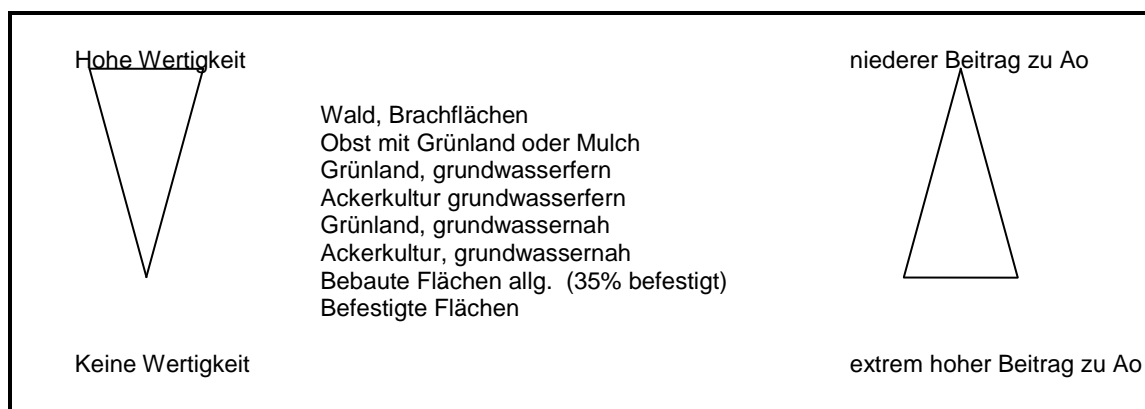 Hohe Wertigkeit
niederer Beitrag zu Ao
Wald, Brachflächen
Obst mit Grünland oder Mulch
Grünland, grundwasserfern
Ackerkultur grundwasserfern
Grünland, grundwassernah
Ackerkultur, grundwassernah
Bebaute Flächen allg. (35% befestigt)
Befestigte Flächen
Keine Wertigkeit
extrem hoher Beitrag zu Ao